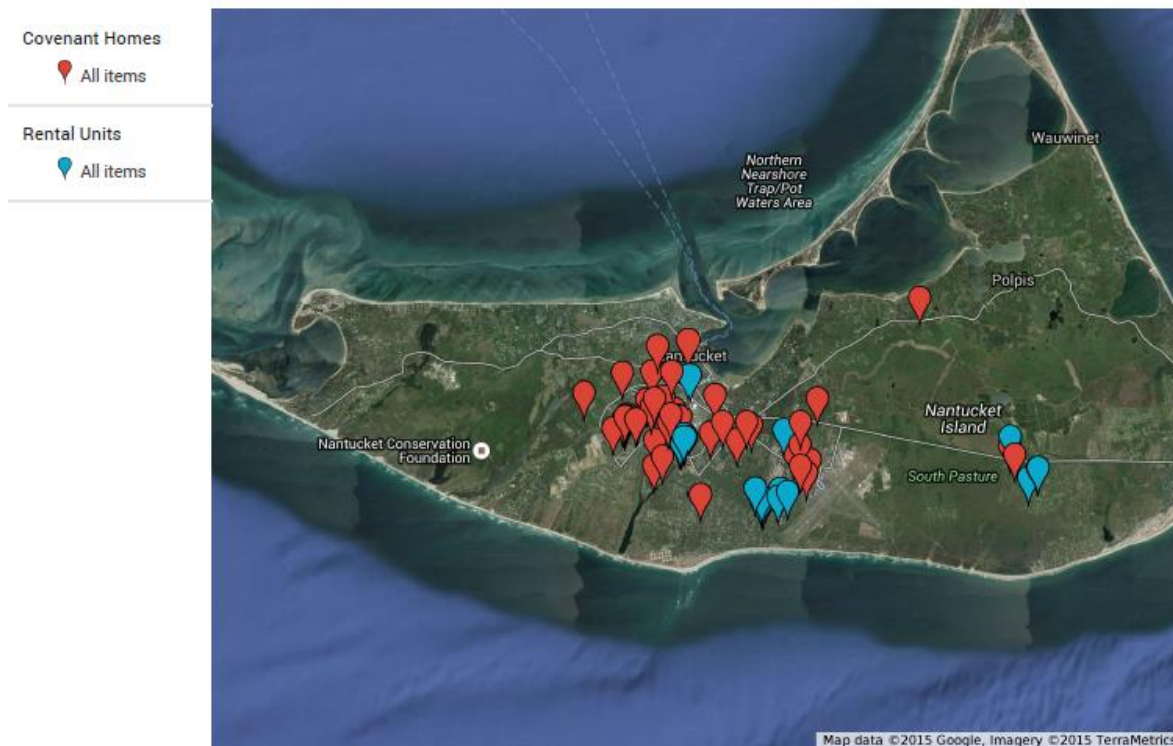 Covenant Homes
All items
Rental Units
All items
Wauwinet
Northern
Nearshore
Trap/Pot
Waters Area
Polpis
Nantucket
Nantucket
Island
Nantucket Conservation
Foundation
South Pasture
Map data ©2015 Google, Imagery ©2015 TerraMetrics